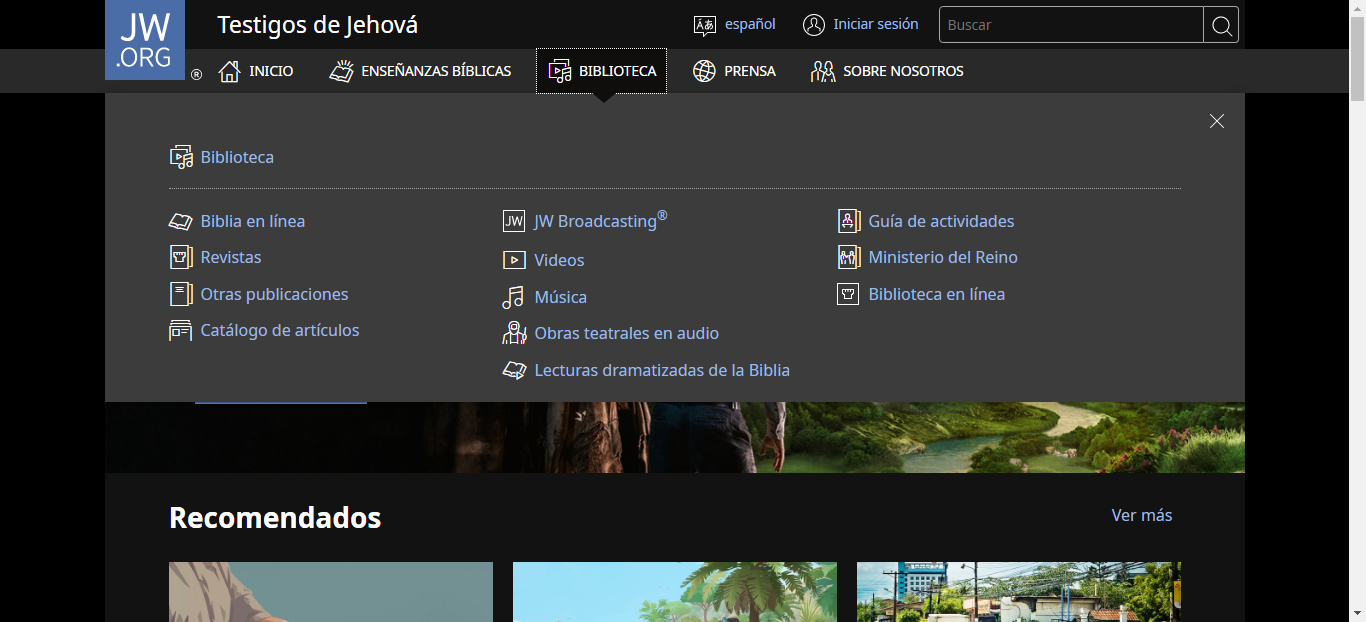 JW
.ORG
®
Testigos de Jehová
español
Iniciar sesión
Buscar
INICIO
ENSEÑANZAS BÍBLICAS
BIBLIOTECA
PRENSA
SOBRE NOSOTROS
Biblioteca
Biblia en línea
Revistas
Otras publicaciones
Catálogo de artículos
JW
JW Broadcasting®
Videos
Música
Obras teatrales en audio
Lecturas dramatizadas de la Biblia
Guía de actividades
Ministerio del Reino
Biblioteca en línea
Recomendados
Ver más